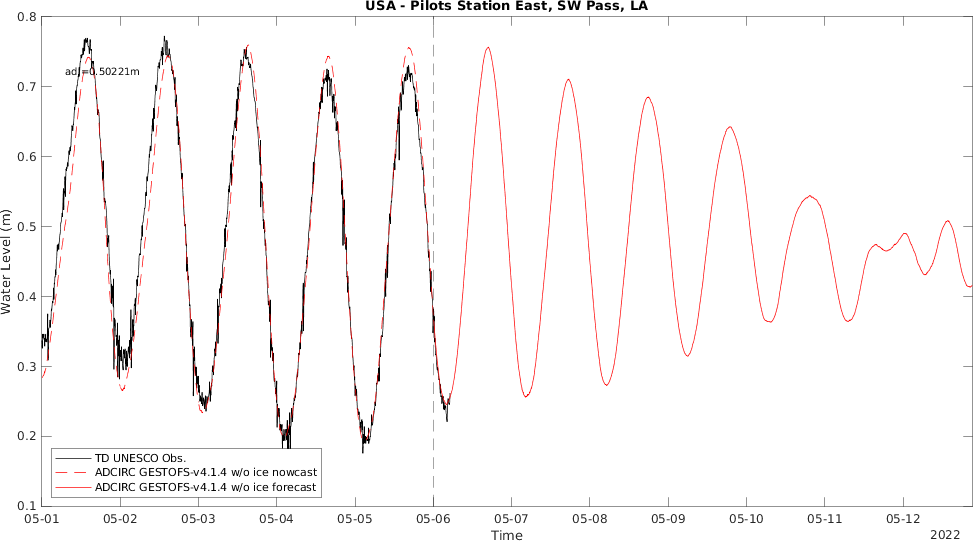 USA - Pilots Station East, SW Pass, LA
0.8
0.7
0.6
0.5
0.4
0.3
0.2
0.1
Water Level (m)
adj=0.50221m
TD UNESCO Obs.
ADCIRC GESTOFS-v4.1.4 w/o ice nowcast
ADCIRC GESTOFS-v4.1.4 w/o ice forecast
05-01 05-02 05-03 05-04 05-05 05-06 05-07 05-08 05-09 05-10 05-11 05-12
Time
2022